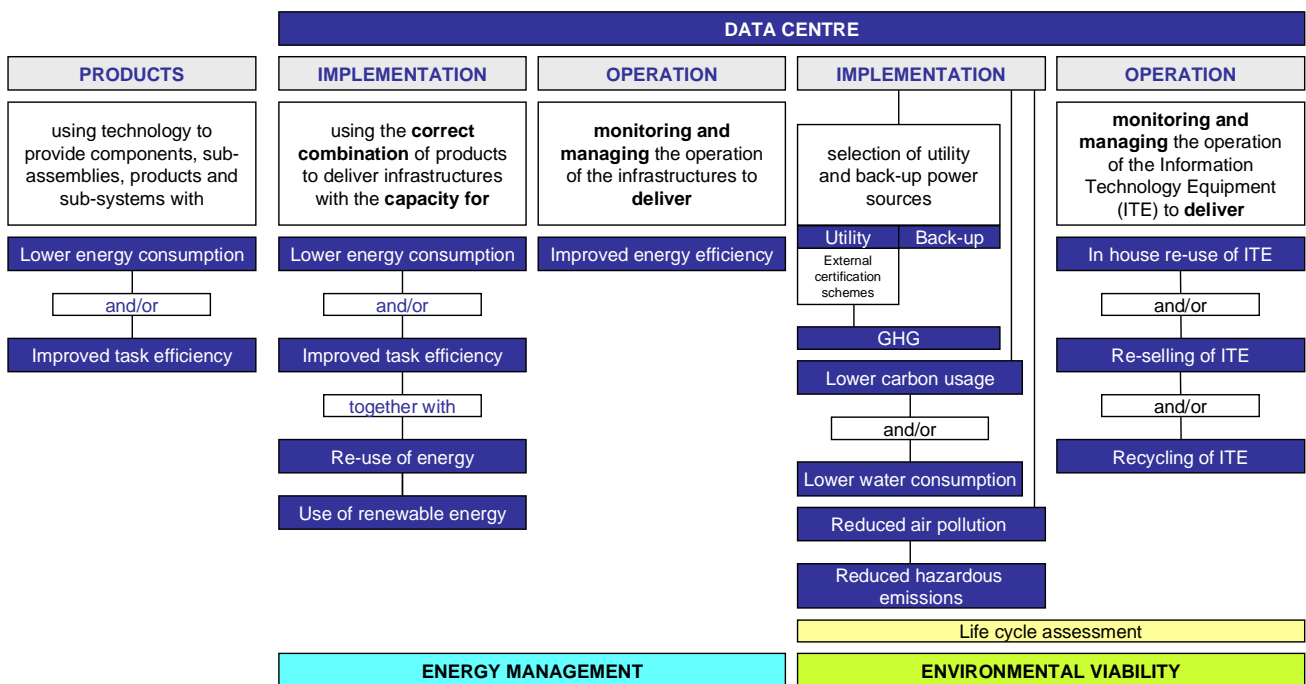 DATA CENTRE
PRODUCTS
using technology to
provide components, sub-
assemblies, products and
sub-systems with
Lower energy consumption
and/or
Improved task efficiency
IMPLEMENTATION
using the correct
combination of products
to deliver infrastructures
with the capacity for
Lower energy consumption
and/or
Improved task efficiency
together with
Re-use of energy
Use of renewable energy
OPERATION
monitoring and
managing the operation
of the infrastructures to
deliver
Improved energy efficiency
IMPLEMENTATION
selection of utility
and back-up power
sources
Utility
Back-up
External
certification
schemes
GHG
Lower carbon usage
and/or
Lower water consumption
Reduced air pollution
Reduced hazardous
emissions
OPERATION
monitoring and
managing the operation
of the Information
Technology Equipment
(ITE) to deliver
In house re-use of ITE
and/or
Re-selling of ITE
and/or
Recycling of ITE
Life cycle assessment
ENERGY MANAGEMENT
ENVIRONMENTAL VIABILITY